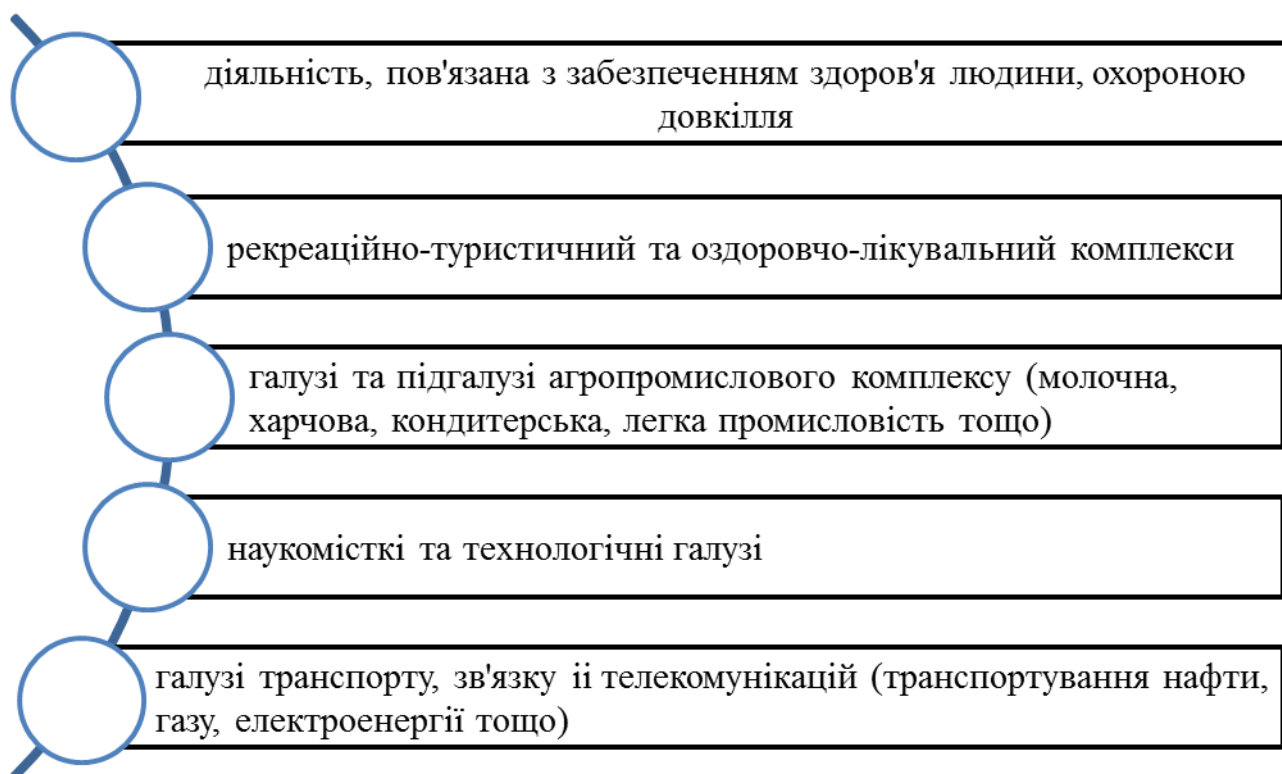 діяльність, пов'язана з забезпеченням здоров'я людини, охороною
довкілля
рекреаційно-туристичний та оздоровчо-лікувальний комплекси
галузі та підгалузі агропромислового комплексу (молочна,
харчова, кондитерська, легка промисловість тощо)
наукомісткі та технологічні галузі
галузі транспорту, зв'язку іі телекомунікацій (транспортування нафти,
газу, електроенергії тощо)